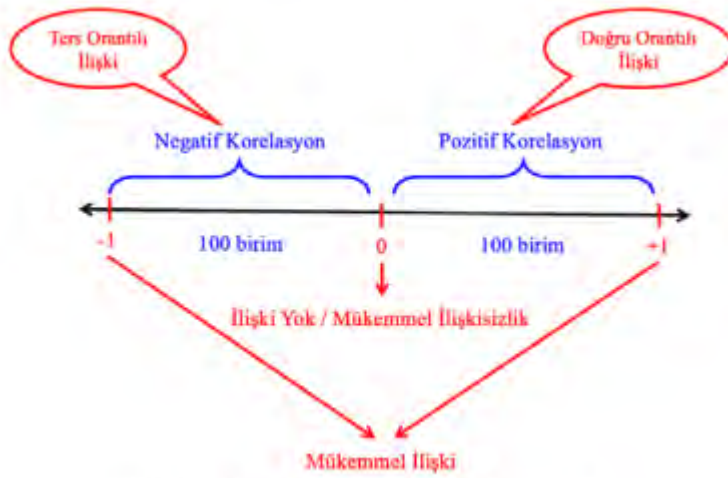 Ters Orantılı
İlişki
Doğru Orantılı
İlişki
Negatif Korelasyon
Pozitif Korelasyon
-1
100 birim
0
100 birim
+1
İlişki Yok / Mükemmel İlişkisizlik
Mükemmel İlişki